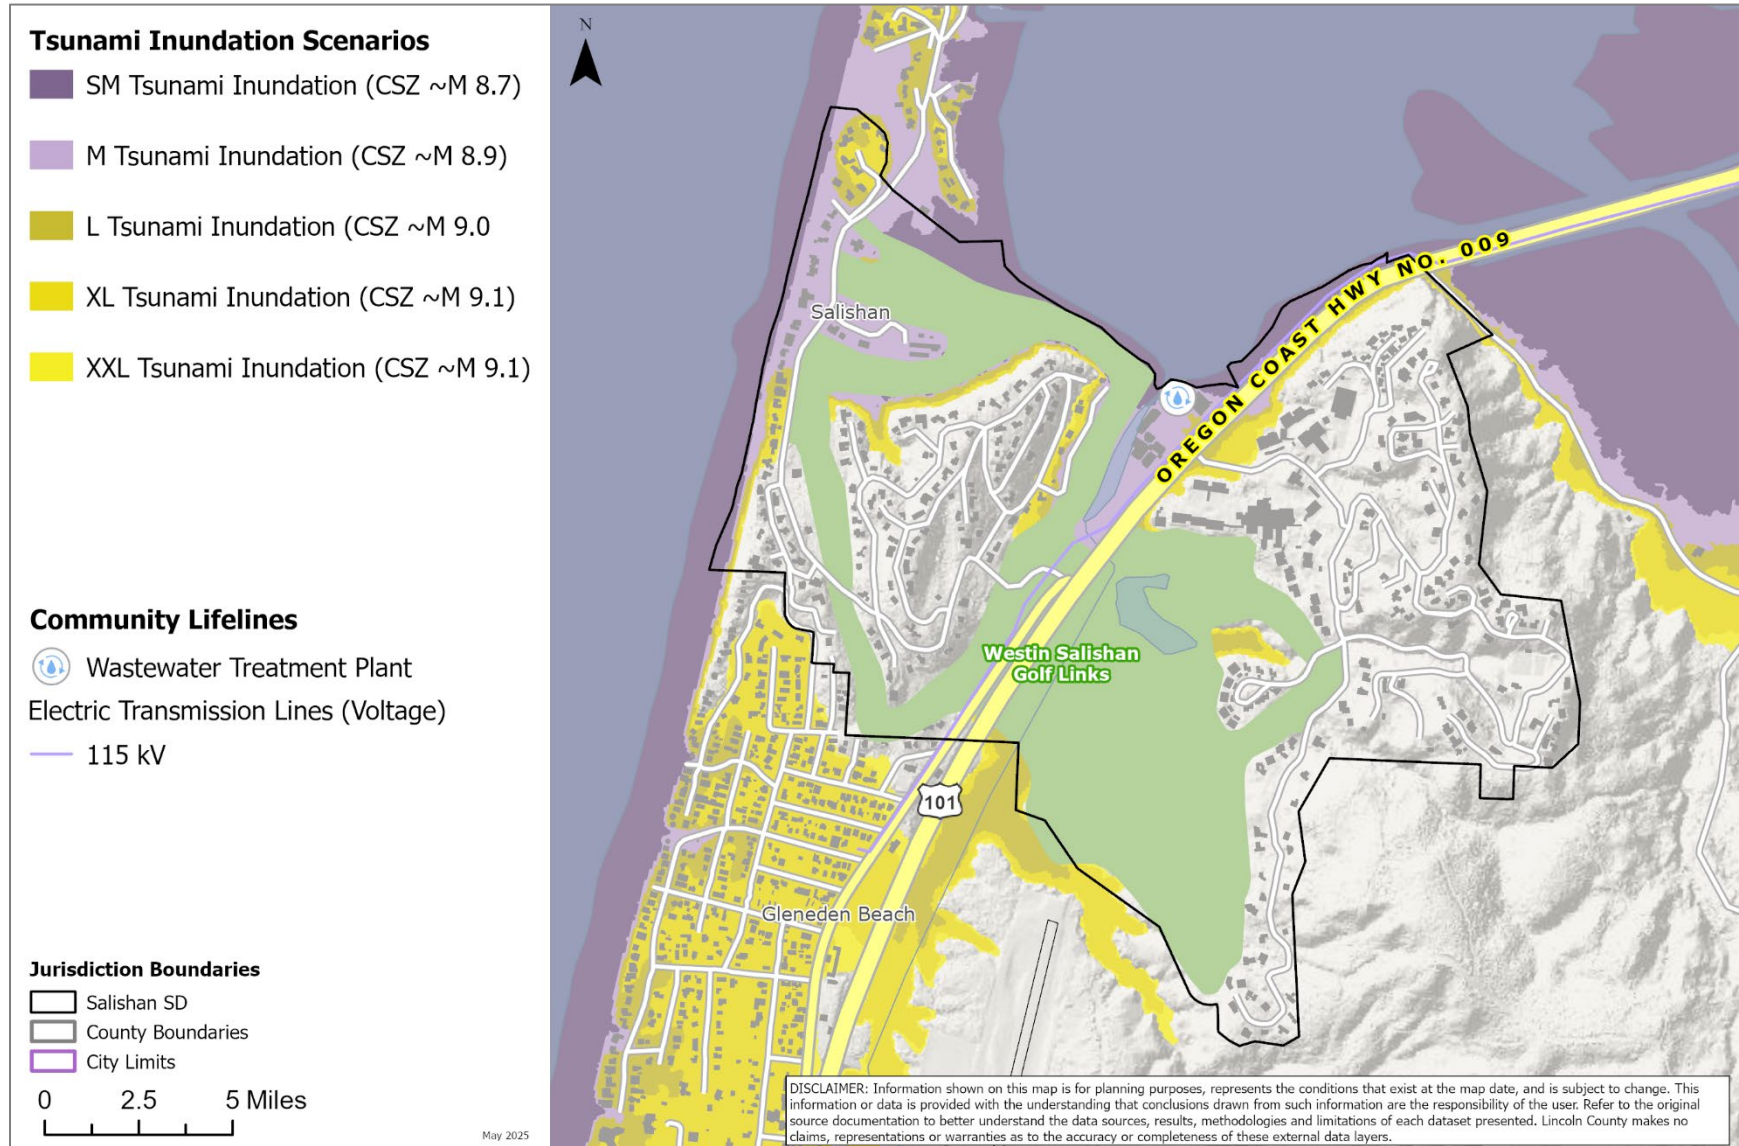 Tsunami Inundation Scenarios
SM Tsunami Inundation (CSZ ~M 8.7)
M Tsunami Inundation (CSZ ~M 8.9)
L Tsunami Inundation (CSZ ~M 9.0
XL Tsunami Inundation (CSZ ~M 9.1)
XXL Tsunami Inundation (CSZ ~M 9.1)
Community Lifelines
Wastewater Treatment Plant
Electric Transmission Lines (Voltage)
115 kV
Jurisdiction Boundaries
Salishan SD
County Boundaries
City Limits
0 2.5 5 Miles
May 2025
N
OREGON COAST HWY NO. 009
Salishan
Westin Salishan
Golf Links
101
Gleneden Beach
DISCLAIMER: Information shown on this map is for planning purposes, represents the conditions that exist at the map date, and is subject to change. This
information or data is provided with the understanding that conclusions drawn from such information are the responsibility of the user. Refer to the original
source documentation to better understand the data sources, results, methodologies and limitations of each dataset presented. Lincoln County makes no
claims, representations or warranties as to the accuracy or completeness of these external data layers.